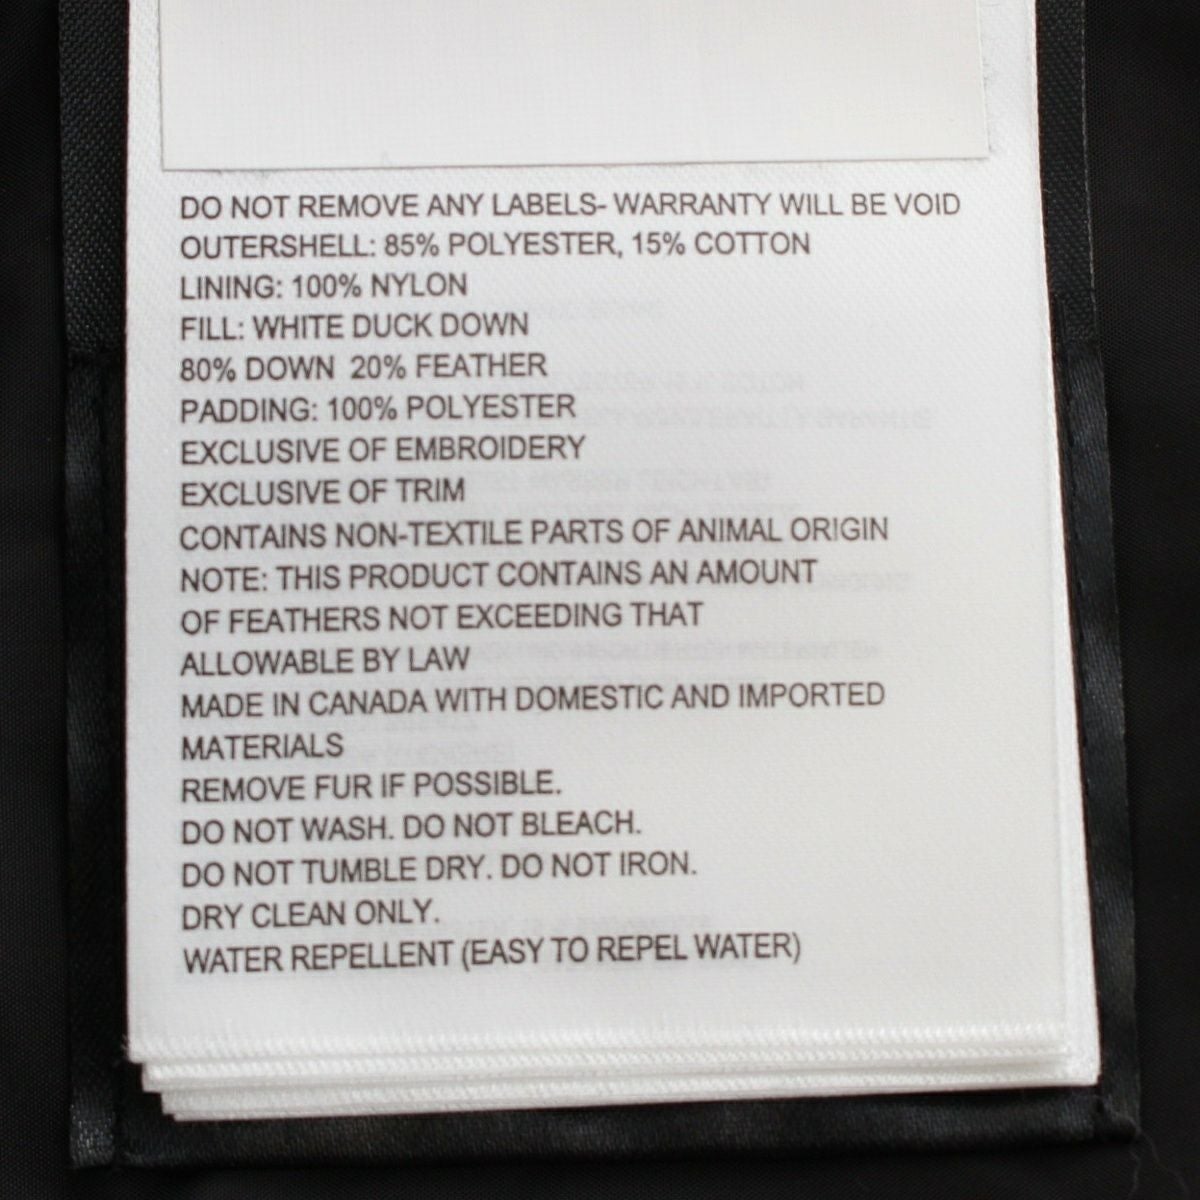 DO NOT REMOVE ANY LABELS- WARRANTY WILL BE VOID
OUTERSHELL: 85% POLYESTER, 15% COTTON
LINING: 100% NYLON
FILL: WHITE DUCK DOWN
80% DOWN  20% FEATHER
PADDING: 100% POLYESTER
EXCLUSIVE OF EMBROIDERY
EXCLUSIVE OF TRIM
CONTAINS NON-TEXTILE PARTS OF ANIMAL ORIGIN
NOTE: THIS PRODUCT CONTAINS AN AMOUNT
OF FEATHERS NOT EXCEEDING THAT
ALLOWABLE BY LAW
MADE IN CANADA WITH DOMESTIC AND IMPORTED
MATERIALS
REMOVE FUR IF POSSIBLE.
DO NOT WASH. DO NOT BLEACH.
DO NOT TUMBLE DRY. DO NOT IRON.
DRY CLEAN ONLY.
WATER REPELLENT (EASY TO REPEL WATER)